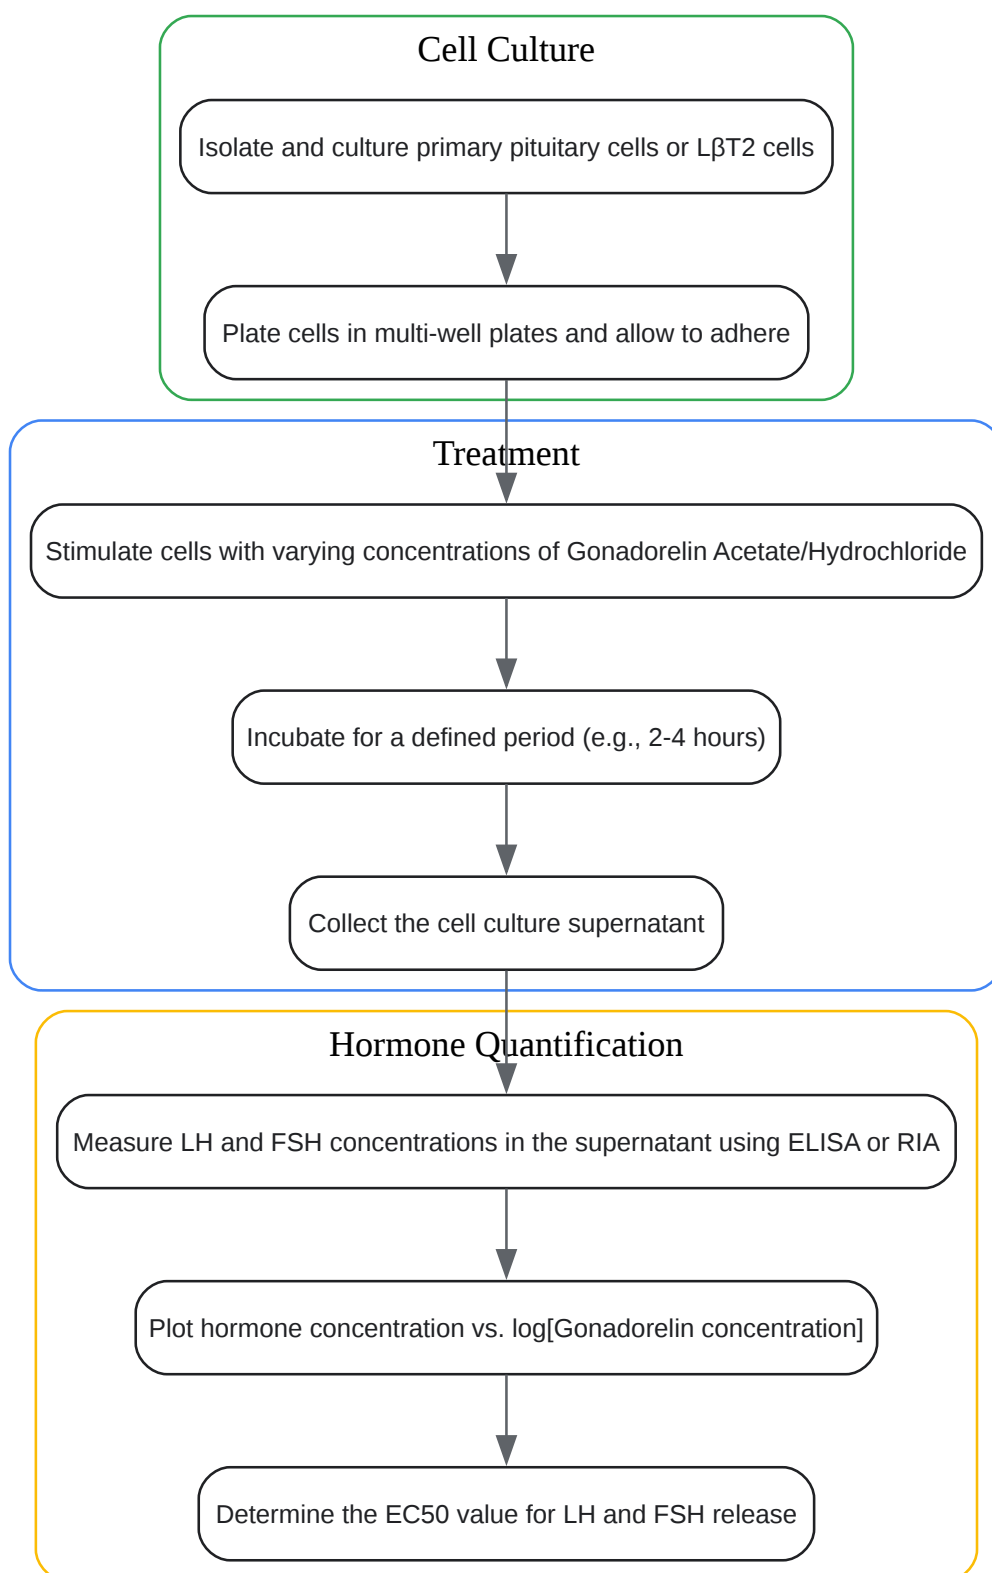 Cell Culture
Isolate and culture primary pituitary cells or LβT2 cells
Plate cells in multi-well plates and allow to adhere
Treatment
Stimulate cells with varying concentrations of Gonadorelin Acetate/Hydrochloride
Incubate for a defined period (e.g., 2-4 hours)
Collect the cell culture supernatant
Hormone Quantification
Measure LH and FSH concentrations in the supernatant using ELISA or RIA
Plot hormone concentration vs. log[Gonadorelin concentration]
Determine the EC50 value for LH and FSH release